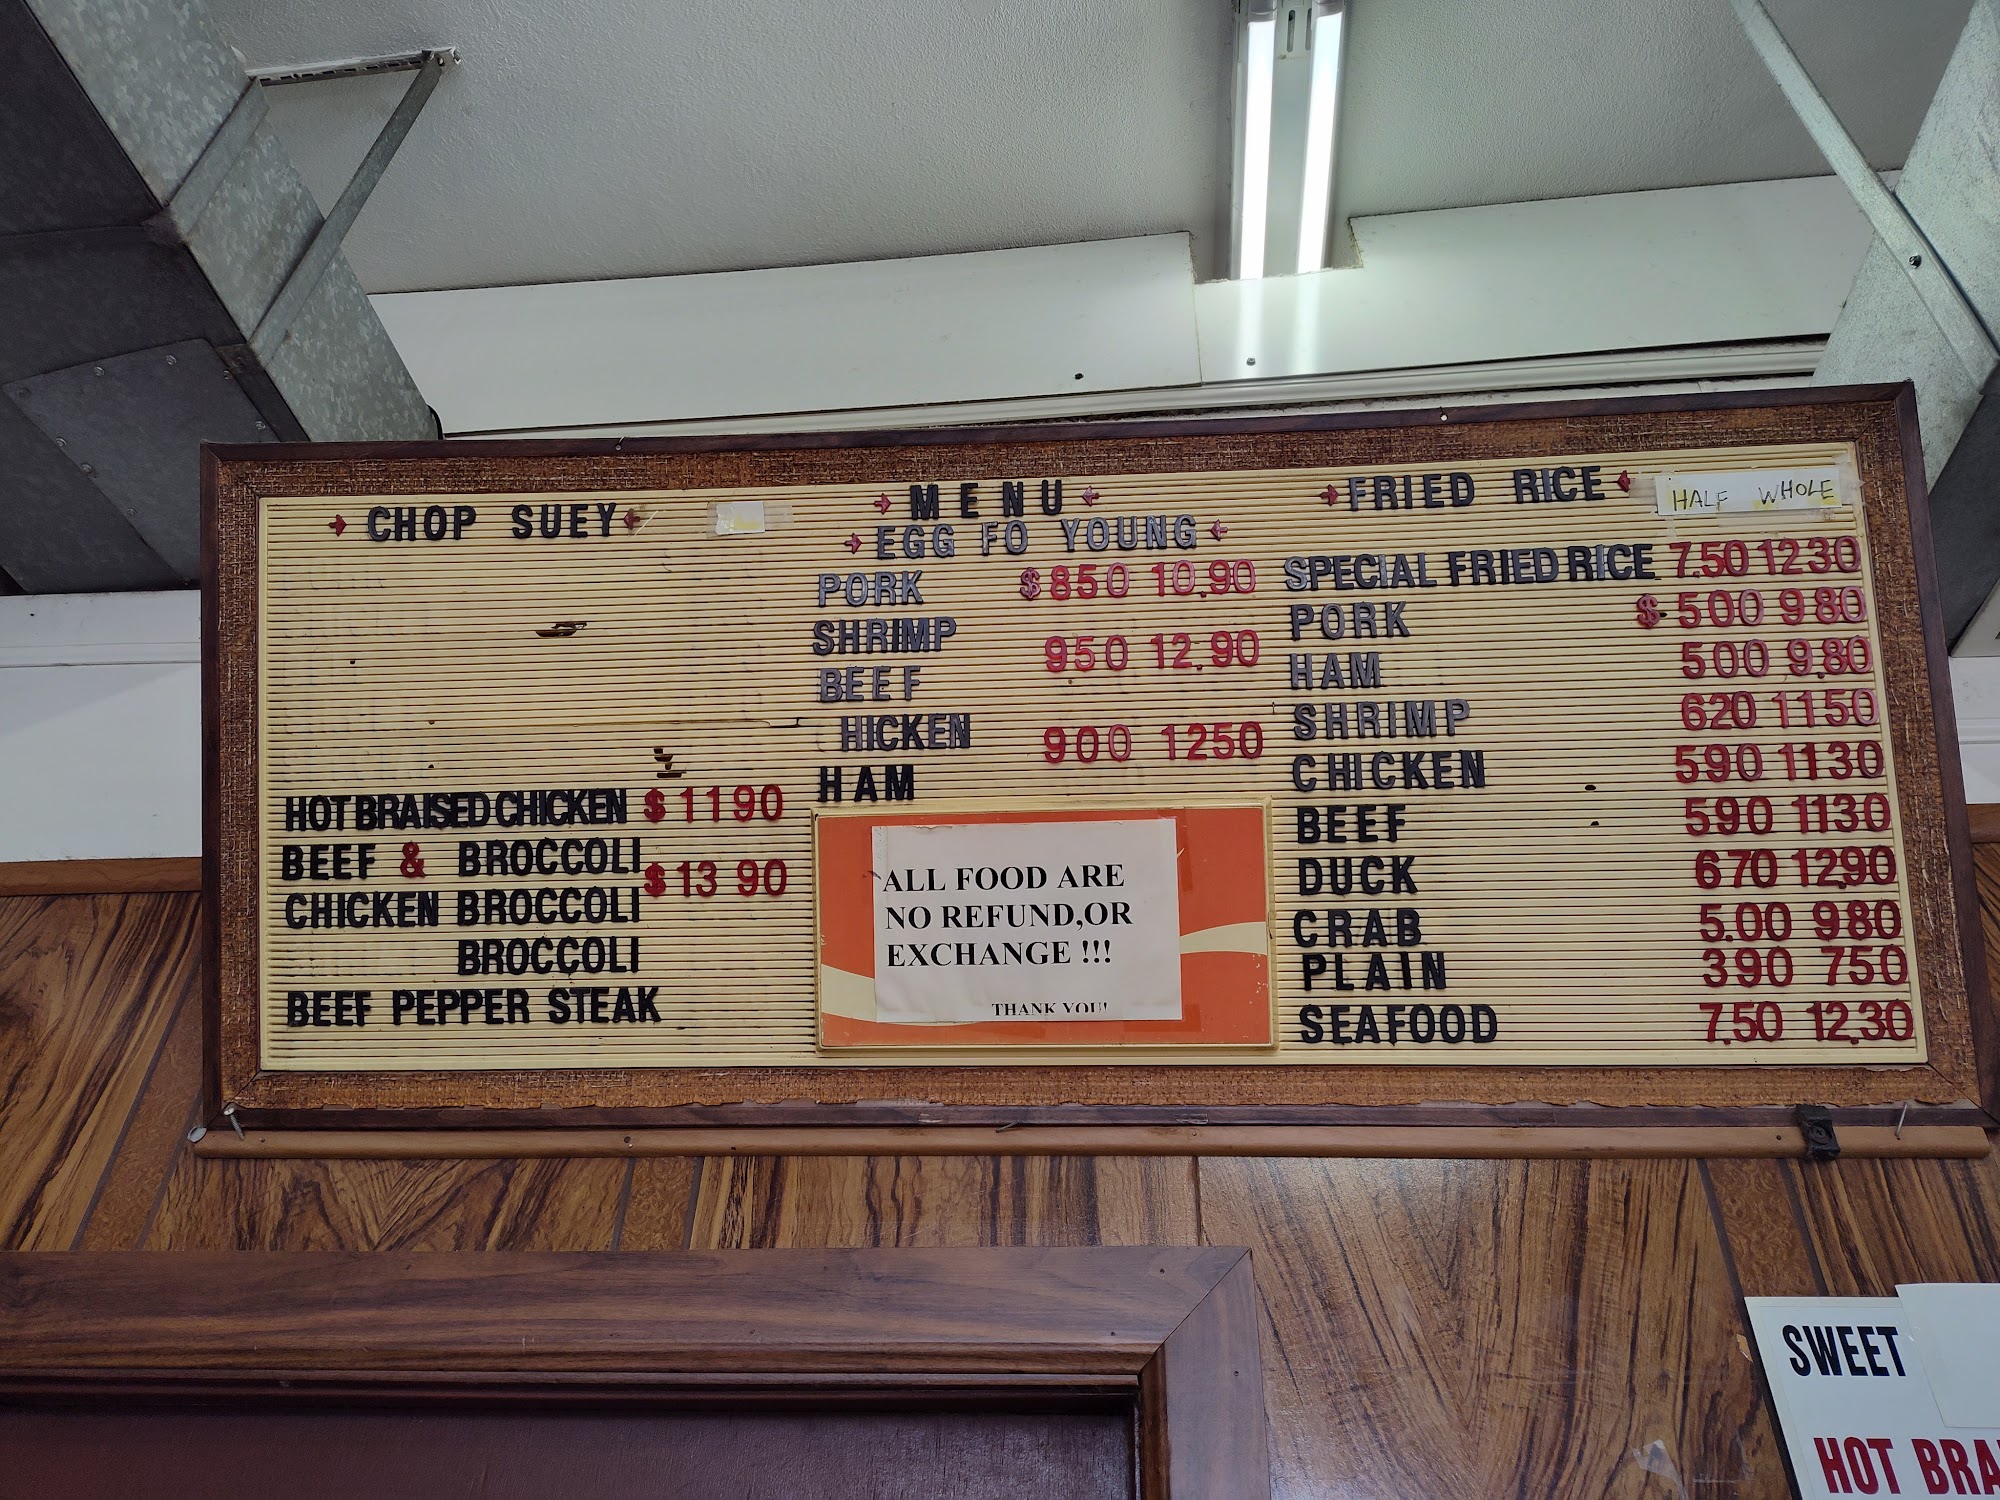 CHOP SUEY
HOT BRAISED CHICKEN $ 11 90
BEEF & BROCCOLI
$ 13 90
CHICKEN BROCCOLI
BROCCOLI
BEEF PEPPER STEAK
MENU
EGG FO YOUNG
PORK $ 850 10.90
SHRIMP 950 12.90
BEEF
HICKEN 900 1250
HAM
ALL FOOD ARE
NO REFUND,OR
EXCHANGE !!!
THANK YOU!
FRIED RICE HALF WHOLE
SPECIAL FRIED RICE 7.50 12 30
PORK $ 500 9 80
HAM 500 9.80
SHRIMP 620 1150
CHICKEN 590 1130
BEEF 590 1130
DUCK 670 12.90
CRAB 5.00 980
PLAIN 390 750
SEAFOOD 7.50 12.30
SWEET
HOT BRA